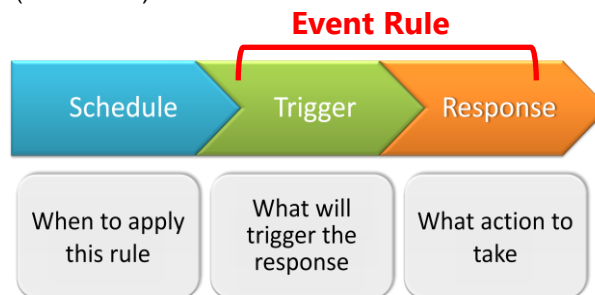 Event Rule
Schedule
Trigger
Response
When to apply
this rule
What will
trigger the
response
What action to
take